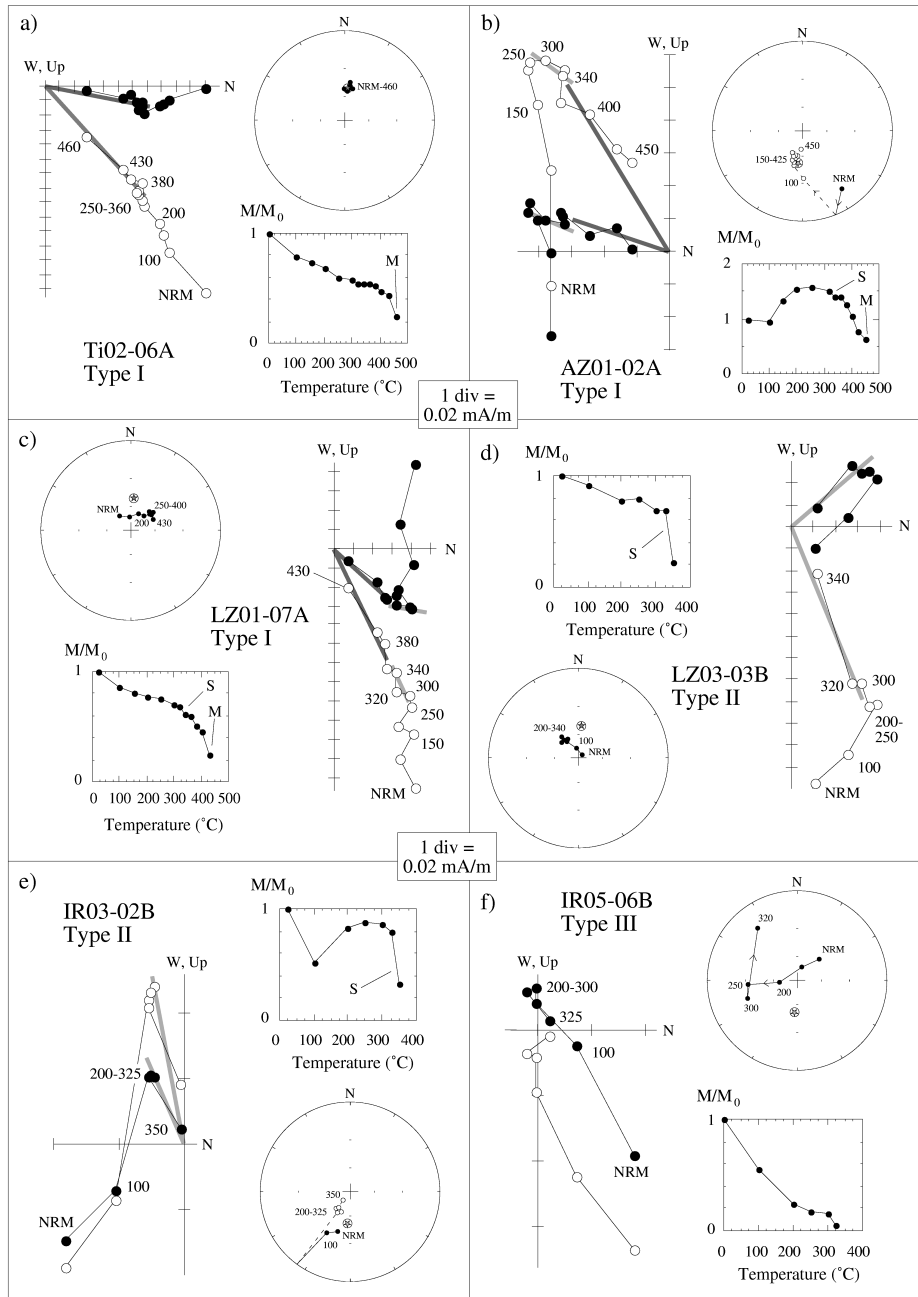 a)
N
W, Up
N
NRM-460
460
430
380
250-360
200
100
NRM
M/M0
1
M
0
0 100 200 300 400 500
Temperature (˚C)
Ti02-06A
Type I
b)
W, Up
N
250
300
340
400
150
450
NRM
N
450
150-425
100
NRM
M/M0
2
S
M
1
0
0 100 200 300 400 500
Temperature (˚C)
AZ01-02A
Type I
1 div =
0.02 mA/m
c)
N
NRM
250-400
200
430
W, Up
N
430
380
340
320
300
250
150
NRM
LZ01-07A
Type I
M/M0
1
S
M
0
0 100 200 300 400 500
Temperature (˚C)
d)
M/M0
1
S
0
0 100 200 300 400
Temperature (˚C)
W, Up
N
340
320
300
200-
250
100
NRM
LZ03-03B
Type II
N
200-340
100
NRM
1 div =
0.02 mA/m
e)
IR03-02B
Type II
W, Up
N
200-325
350
100
NRM
M/M0
1
S
0
0 100 200 300 400
Temperature (˚C)
N
350
200-325
NRM
100
f)
IR05-06B
Type III
W, Up
200-300
325
N
100
NRM
N
320
NRM
250
200
300
M/M0
1
0
0 100 200 300 400
Temperature (˚C)